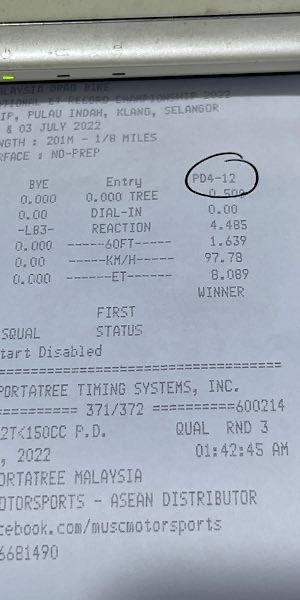 MALAYSIA DRAG BIKE
NATIONAL ET RECORD CHAMPIONSHIP 2022
IP, PULAU INDAH, KLANG, SELANGOR
& 03 JULY 2022
NGTH : 201M - 1/8 MILES
RFACE : NO-PREP
BYE Entry PD4-12
0.000 0.000 TREE 0.500
0.00 DIAL-IN 0.00
-LB3- REACTION 4.485
0.000 -----60FT----- 1.639
0.00 -----KM/H----- 97.78
0.000 ------ET------ 8.089
WINNER
FIRST
SQUAL STATUS
tart Disabled
===================================
PORTATREE TIMING SYSTEMS, INC.
========== 371/372 ==========600214
2T<150CC P.D. QUAL RND 3
, 2022 01:42:45 AM
ORTATREE MALAYSIA
OTORSPORTS - ASEAN DISTRIBUTOR
cebook.com/muscmotorsports
6681490